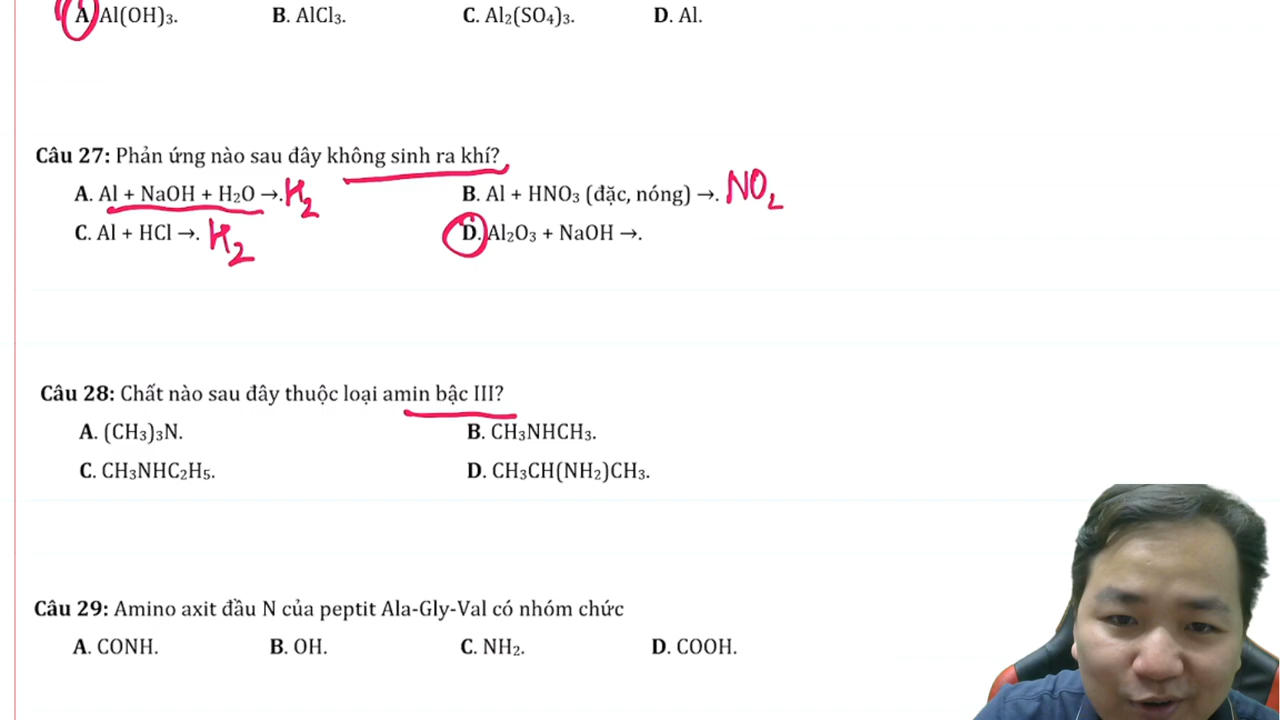 A. Al(OH)₃. B. AlCl₃. C. Al₂(SO₄)₃. D. Al.
Câu 27: Phản ứng nào sau đây không sinh ra khí?
A. Al + NaOH + H₂O →. H₂ B. Al + HNO₃ (đặc, nóng) →. NO₂
C. Al + HCl →. H₂ D. Al₂O₃ + NaOH →.
Câu 28: Chất nào sau đây thuộc loại amin bậc III?
A. (CH₃)₃N. B. CH₃NHCH₃.
C. CH₃NHC₂H₅. D. CH₃CH(NH₂)CH₃.
Câu 29: Amino axit đầu N của peptit Ala-Gly-Val có nhóm chức
A. CONH. B. OH. C. NH₂. D. COOH.